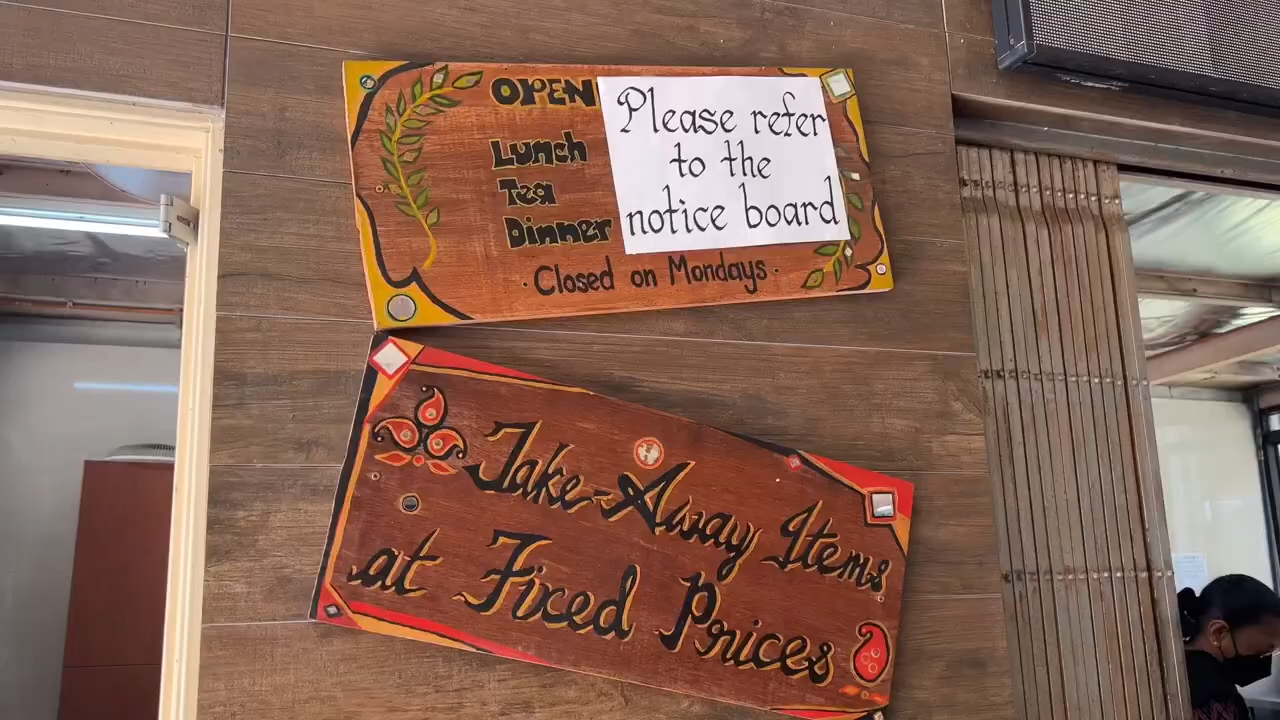 OPEN
Lunch
Tea
Dinner
Please refer
to the
notice board
· Closed on Mondays ·
Take-Away Items
at Fixed Prices